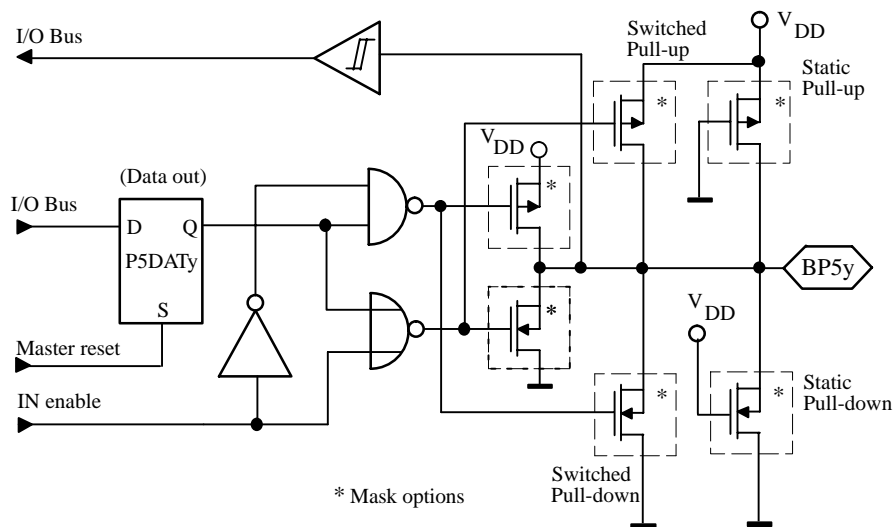 I/O Bus
Switched
Pull-up
V DD
Static
Pull-up
*
*
V DD
*
(Data out)
I/O Bus
D
Q
P5DATy
S
BP5y
*
V DD
Master reset
IN enable
*
*
Static
Pull-down
Switched
Pull-down
* Mask options